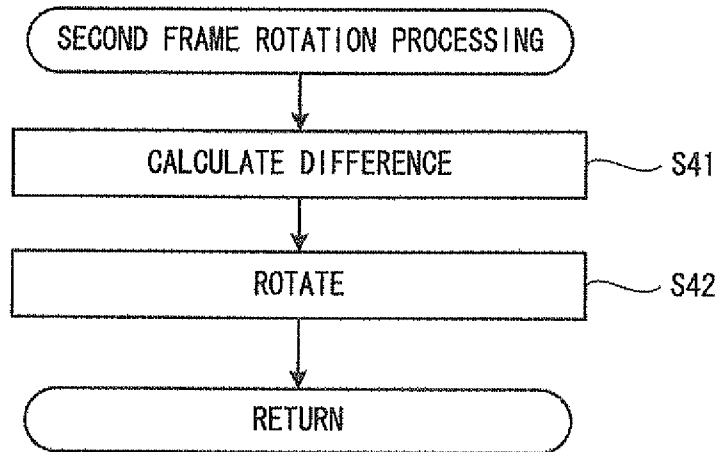 SECOND FRAME ROTATION PROCESSING
CALCULATE DIFFERENCE
S41
ROTATE
S42
RETURN